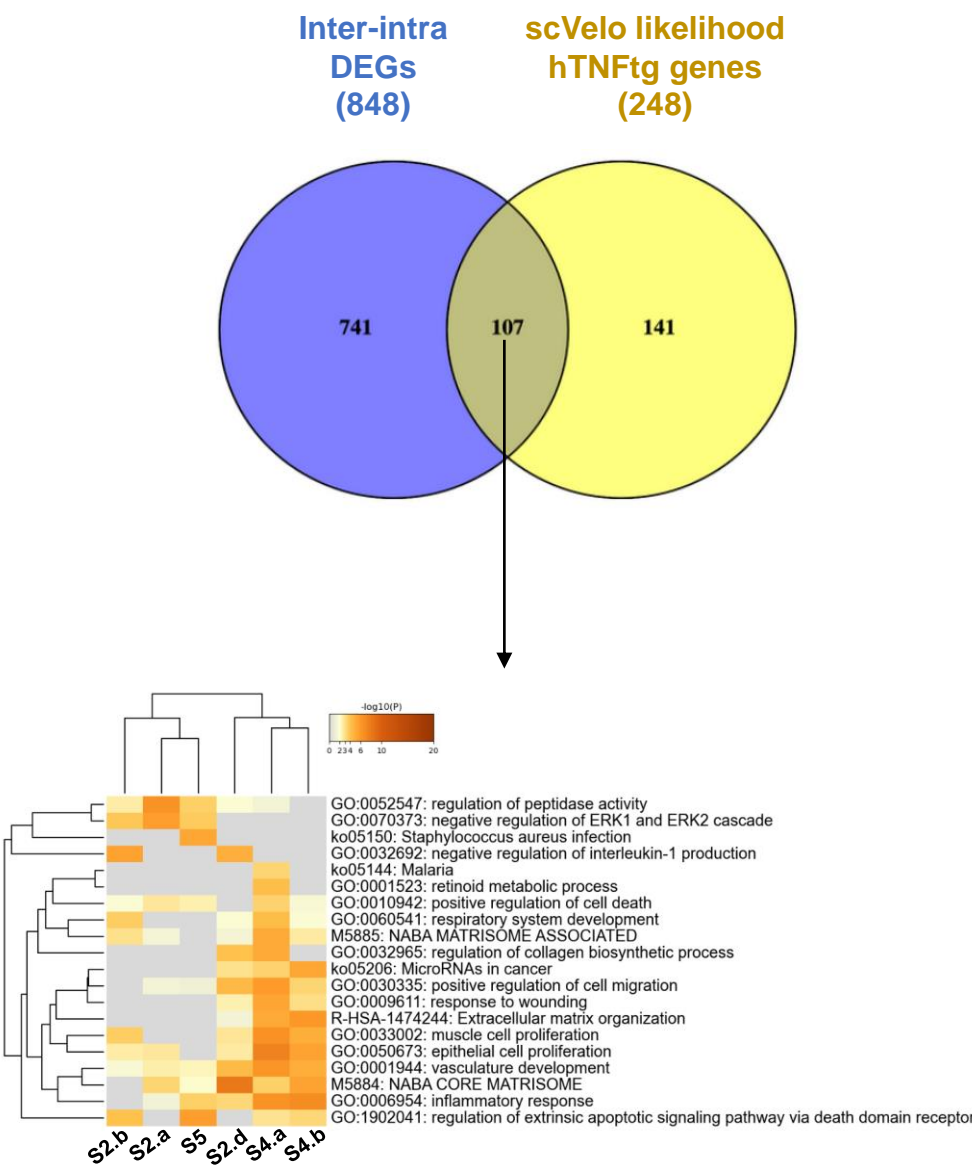 Inter-intra
DEGs
(848)
scVelo likelihood
hTNFtg genes
(248)
741
107
141
-log10(P)
0 2 3 4 6 10 20
GO:0052547: regulation of peptidase activity
GO:0070373: negative regulation of ERK1 and ERK2 cascade
ko05150: Staphylococcus aureus infection
GO:0032692: negative regulation of interleukin-1 production
ko05144: Malaria
GO:0001523: retinoid metabolic process
GO:0010942: positive regulation of cell death
GO:0060541: respiratory system development
M5885: NABA MATRISOME ASSOCIATED
GO:0032965: regulation of collagen biosynthetic process
ko05206: MicroRNAs in cancer
GO:0030335: positive regulation of cell migration
GO:0009611: response to wounding
R-HSA-1474244: Extracellular matrix organization
GO:0033002: muscle cell proliferation
GO:0050673: epithelial cell proliferation
GO:0001944: vasculature development
M5884: NABA CORE MATRISOME
GO:0006954: inflammatory response
GO:1902041: regulation of extrinsic apoptotic signaling pathway via death domain receptor
S2.b S2.a S5 S2.d S4.a S4.b